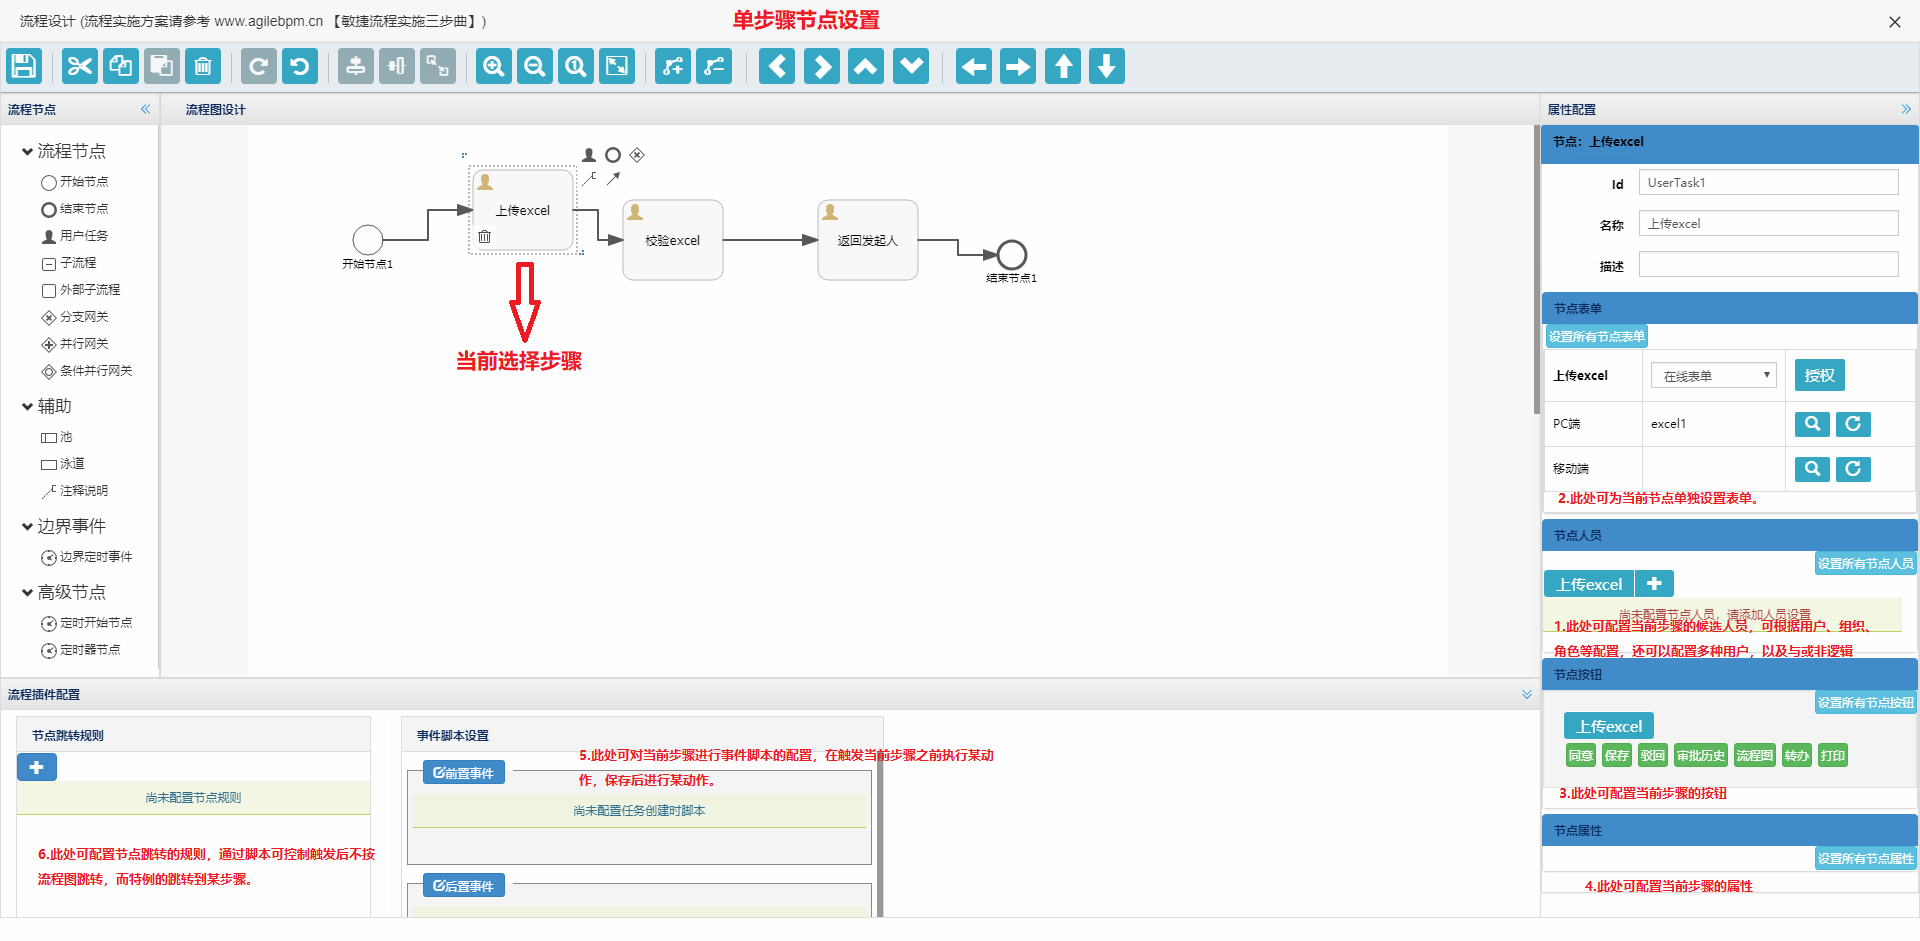 流程设计 (流程实施方案请参考 www.agilebpm.cn 【敏捷流程实施三步曲】)
单步骤节点设置
流程节点
流程图设计
属性配置
流程节点
开始节点
结束节点
用户任务
子流程
外部子流程
分支网关
并行网关
条件并行网关
辅助
池
泳道
注释说明
边界事件
边界定时事件
高级节点
定时开始节点
定时器节点
开始节点1
上传excel
校验excel
返回发起人
结束节点1
当前选择步骤
节点：上传excel
Id
UserTask1
名称
上传excel
描述
节点表单
设置所有节点表单
上传excel
在线表单
授权
PC端
excel1
移动端
2.此处可为当前节点单独设置表单。
节点人员
设置所有节点人员
上传excel
尚未配置节点人员，请添加人员设置
1.此处可配置当前步骤的候选人员，可根据用户、组织、
角色等配置，还可以配置多种用户，以及与或非逻辑
节点按钮
设置所有节点按钮
上传excel
同意 保存 驳回 审批历史 流程图 转办 打印
3.此处可配置当前步骤的按钮
节点属性
设置所有节点属性
4.此处可配置当前步骤的属性
流程插件配置
节点跳转规则
尚未配置节点规则
6.此处可配置节点跳转的规则，通过脚本可控制触发后不按
流程图跳转，而特例的跳转到某步骤。
事件脚本设置
5.此处可对当前步骤进行事件脚本的配置，在触发当前步骤之前执行某动
作，保存后进行某动作。
前置事件
尚未配置任务创建时脚本
后置事件